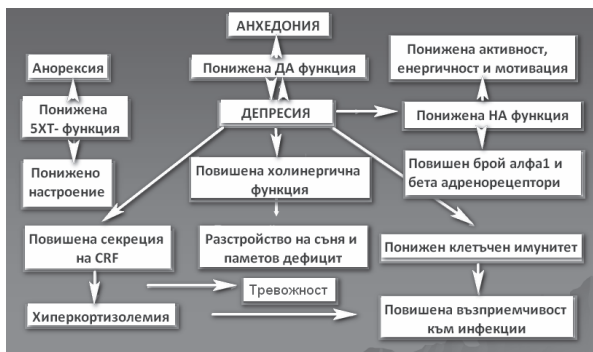 АНХЕДОНИЯ
Понижена активност,
енергичност и мотивация
Анорексия
Понижена ДА функция
Понижена
5ХТ- функция
ДЕПРЕСИЯ
Понижена НА функция
Понижено
настроение
Повишена холинергична
функция
Повишен брой алфа1 и
бета адренорецептори
Повишена секреция
на CRF
Разстройство на съня и
паметов дефицит
Понижен клетъчен имунитет
Тревожност
Хиперкортизолемия
Повишена възприемчивост
към инфекции